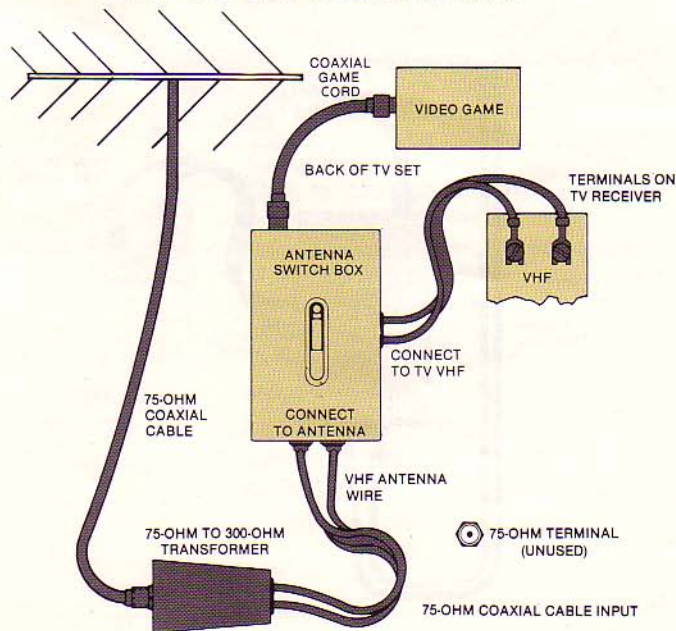 COAXIAL
GAME
CORD
VIDEO GAME
BACK OF TV SET
TERMINALS ON
TV RECEIVER
ANTENNA
SWITCH BOX
VHF
CONNECT
TO TV VHF
75-OHM
COAXIAL
CABLE
CONNECT
TO ANTENNA
VHF ANTENNA
WIRE
75-OHM TO 300-OHM
TRANSFORMER
75-OHM TERMINAL
(UNUSED)
75-OHM COAXIAL CABLE INPUT